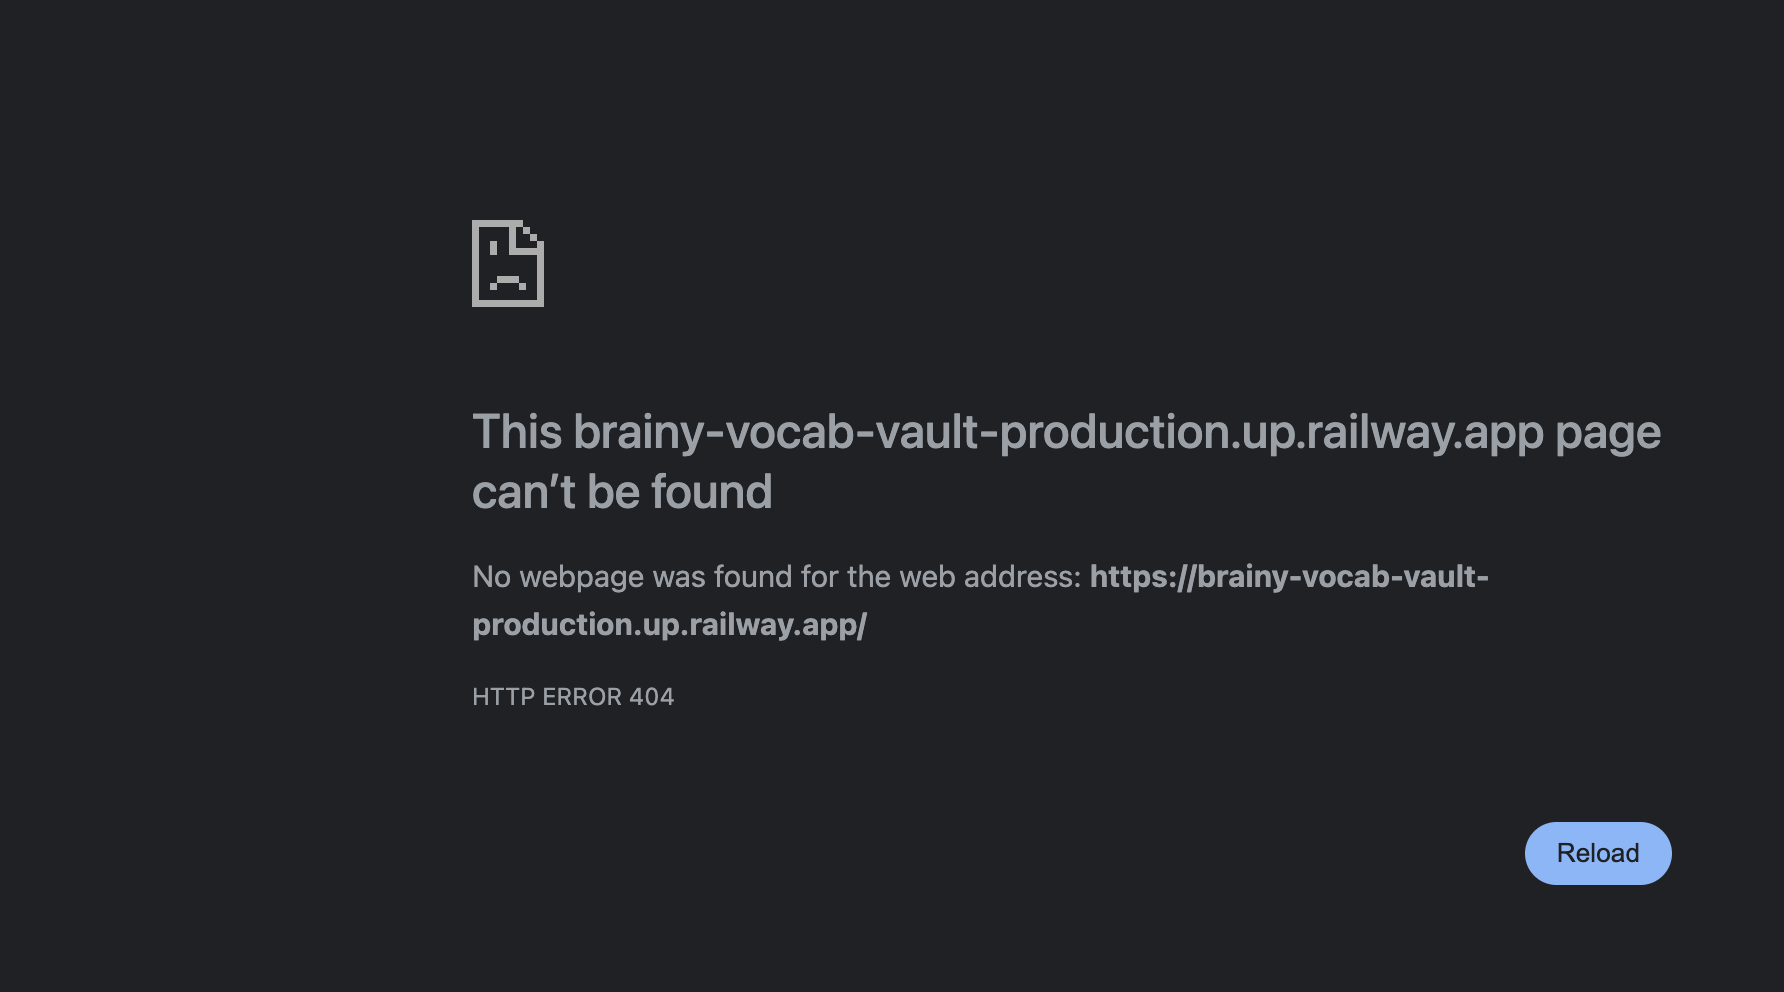 This brainy-vocab-vault-production.up.railway.app page
can’t be found
No webpage was found for the web address: https://brainy-vocab-vault-
production.up.railway.app/
HTTP ERROR 404
Reload